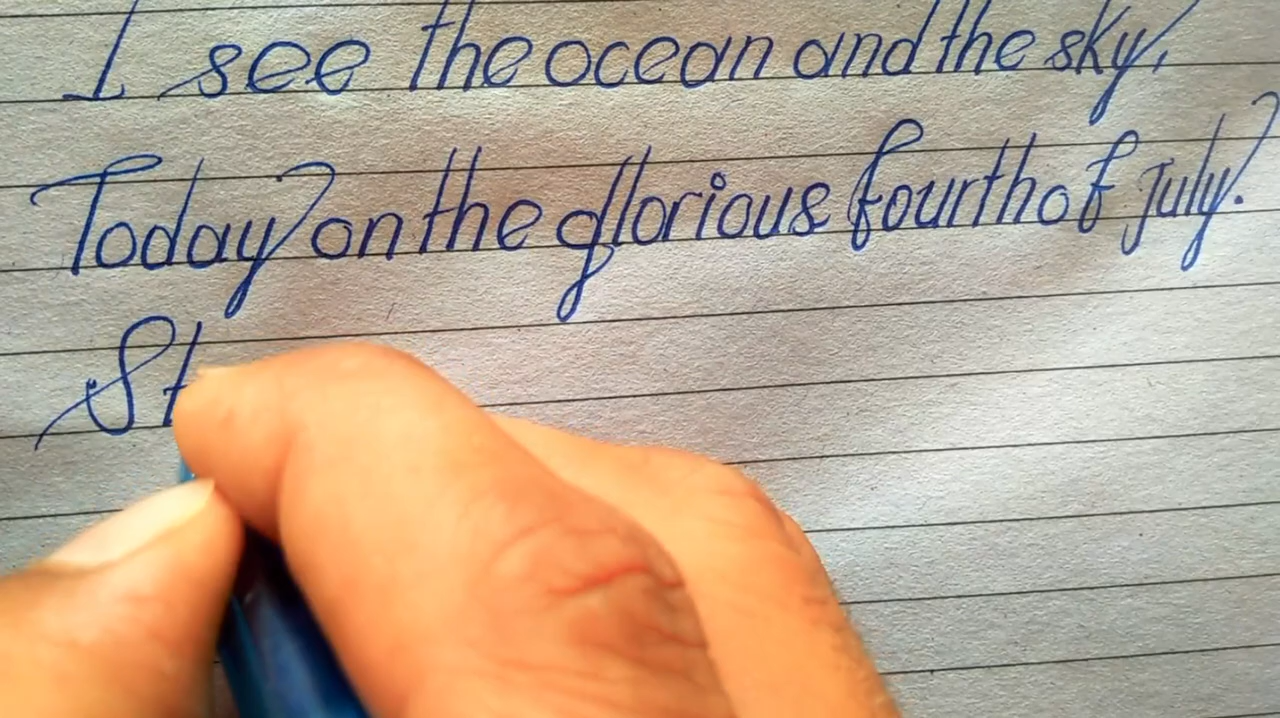 I see the ocean and the sky,
Today on the glorious fourth of July.
St